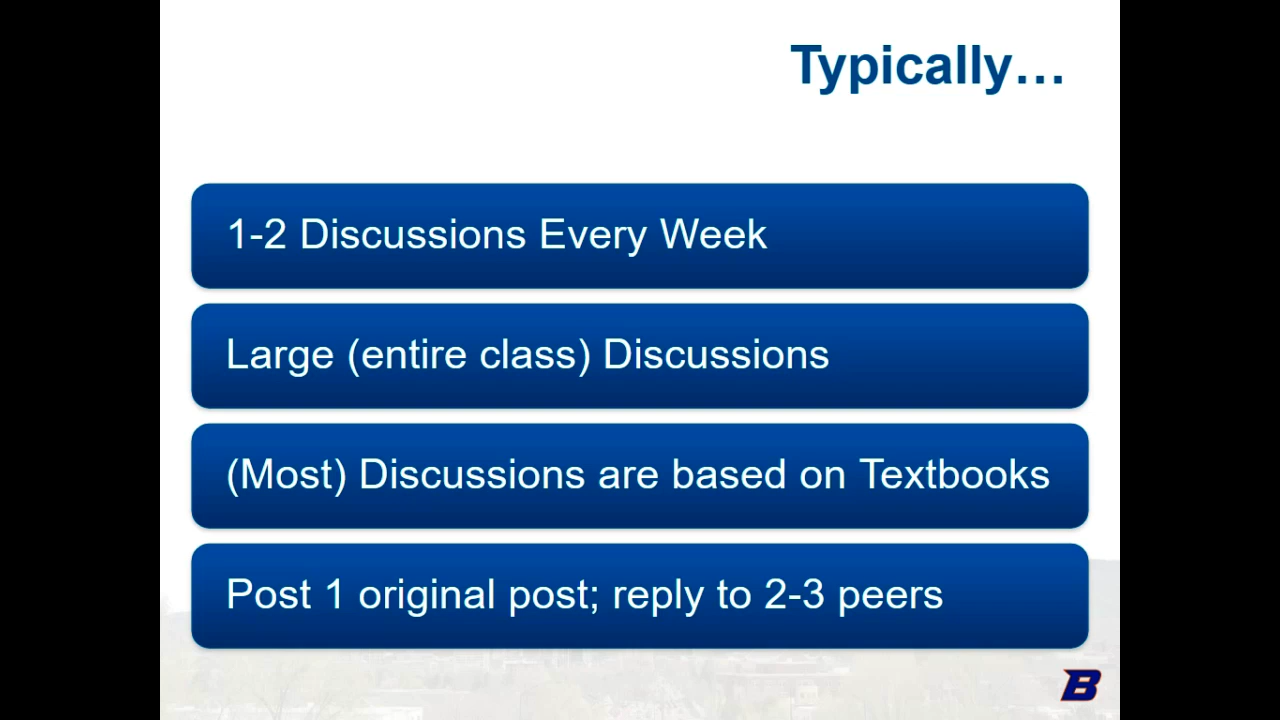 Typically…
1-2 Discussions Every Week
Large (entire class) Discussions
(Most) Discussions are based on Textbooks
Post 1 original post; reply to 2-3 peers
B